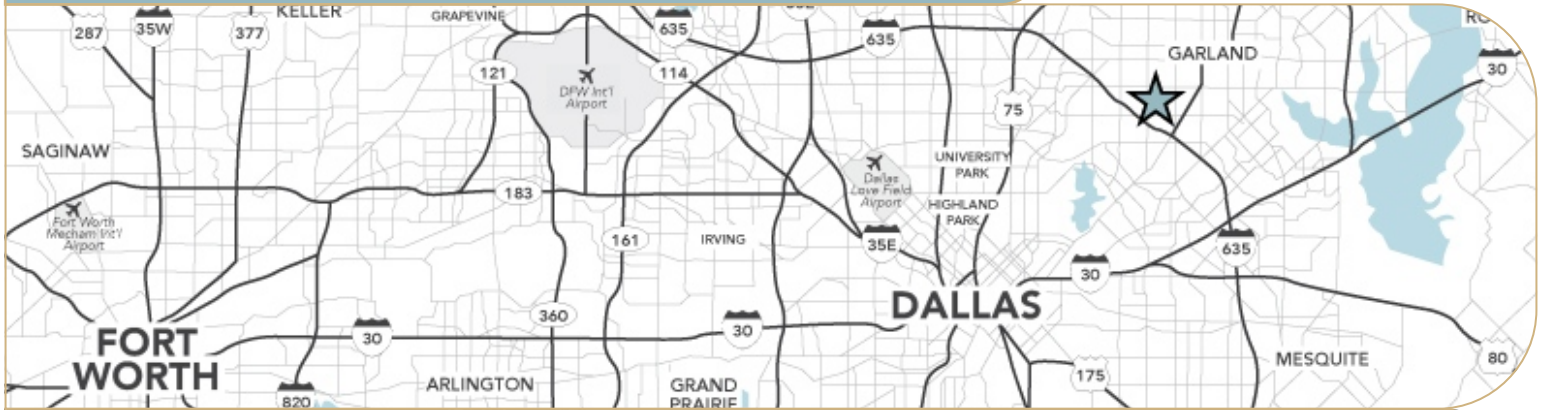 KELLER
GRAPEVINE
287
35W
377
635
635
GARLAND
30
121
114
DFW Int'l
Airport
75
SAGINAW
UNIVERSITY
PARK
Dallas
Love Field
Airport
183
HIGHLAND
PARK
Fort Worth
Mecham Int'l
Airport
161
IRVING
35E
635
30
DALLAS
360
30
30
FORT
WORTH
ARLINGTON
GRAND
PRAIRIE
175
MESQUITE
80
820